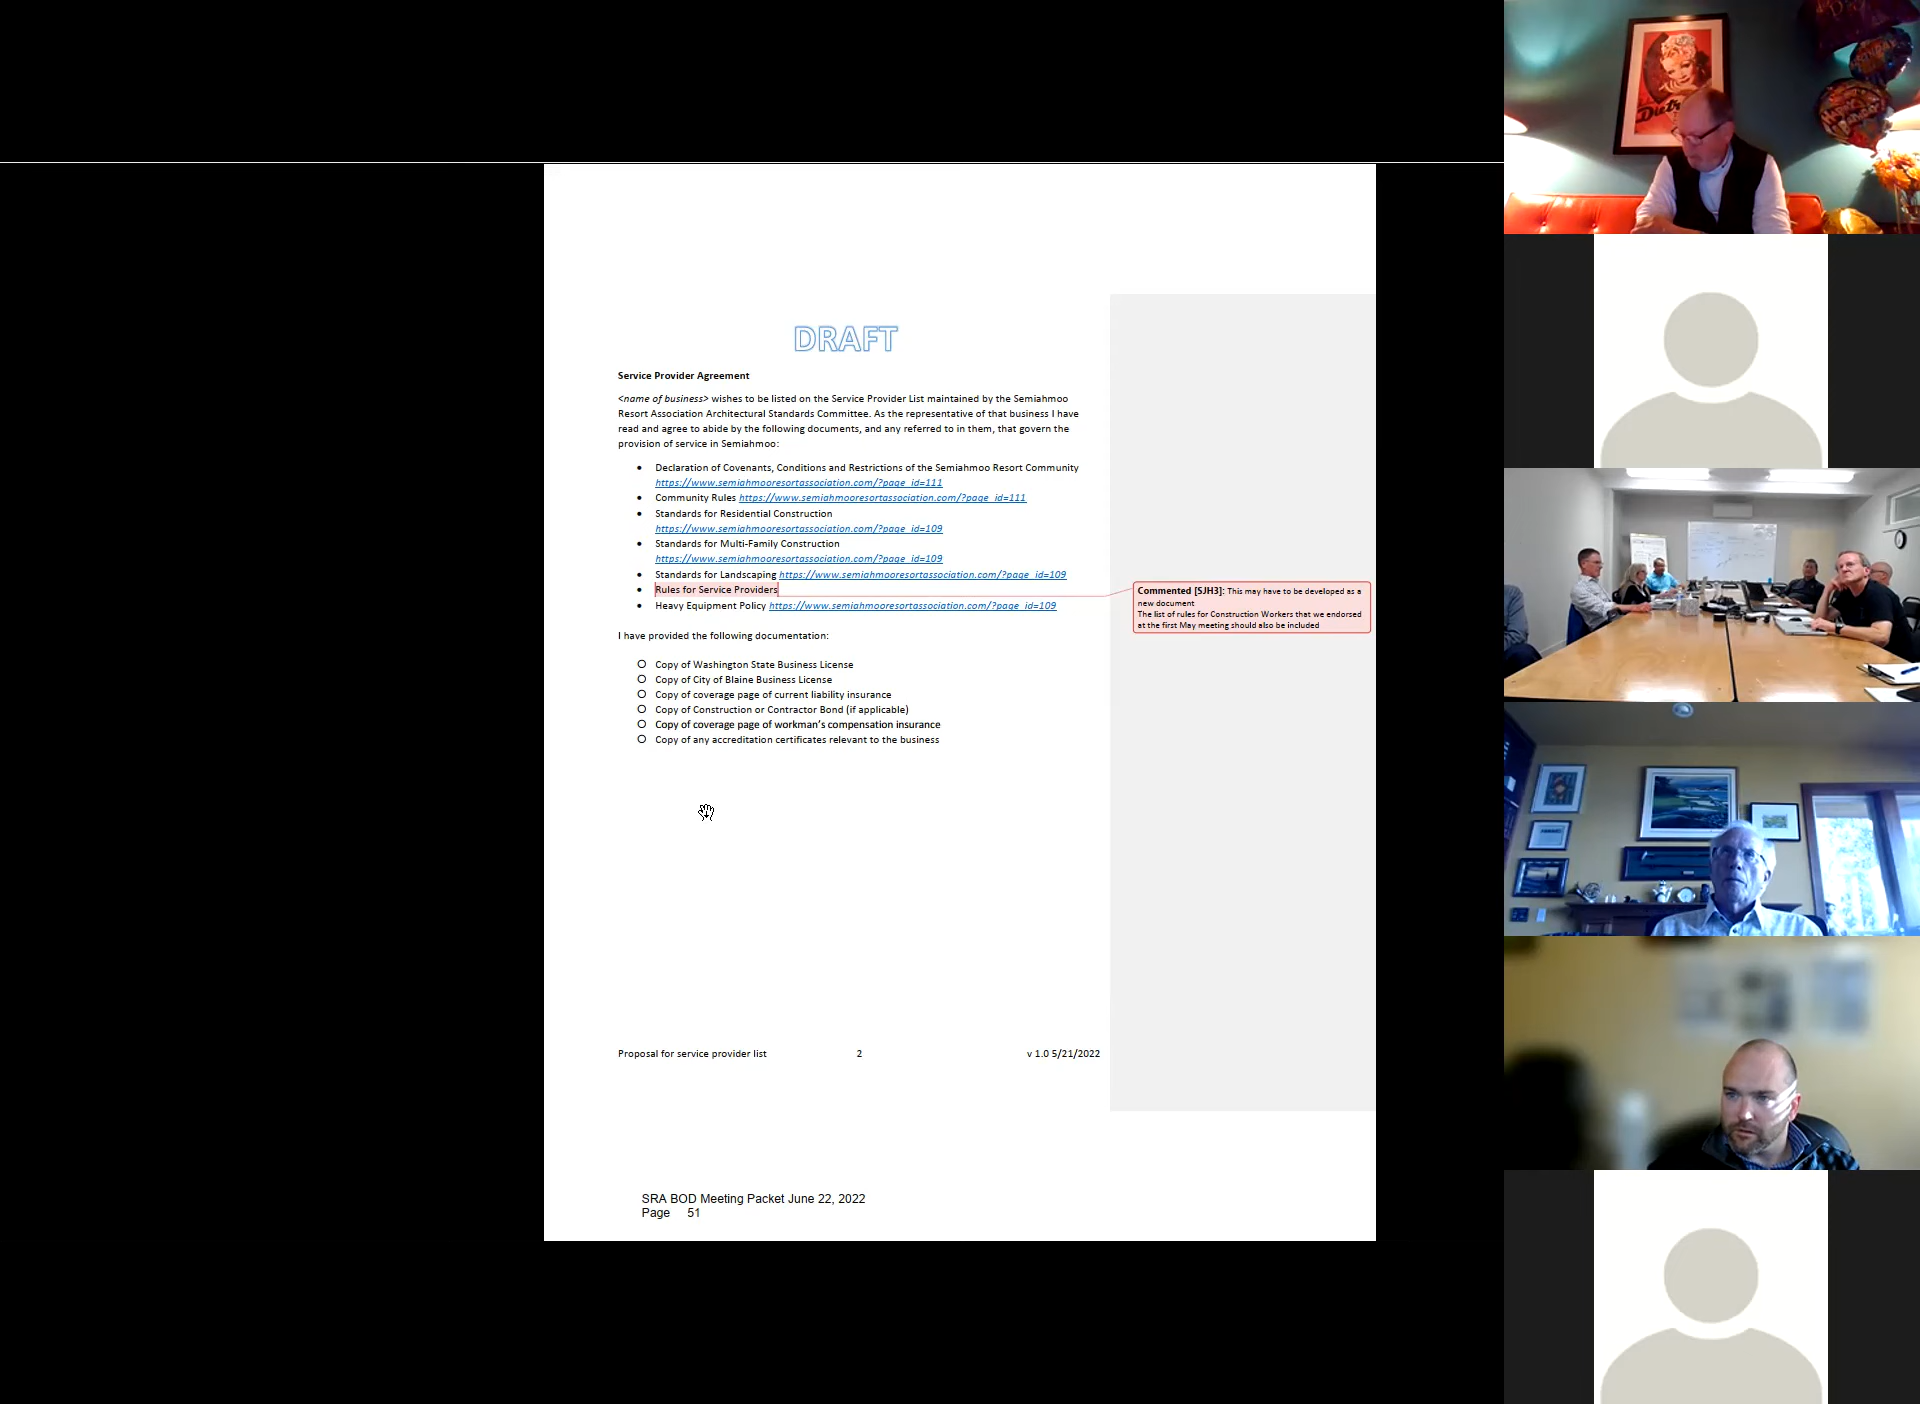 DRAFT
Service Provider Agreement
<name of business> wishes to be listed on the Service Provider List maintained by the Semiahmoo
Resort Association Architectural Standards Committee. As the representative of that business I have
read and agree to abide by the following documents, and any referred to in them, that govern the
provision of service in Semiahmoo:
• Declaration of Covenants, Conditions and Restrictions of the Semiahmoo Resort Community
https://www.semiahmooresortassociation.com/?page_id=111
• Community Rules https://www.semiahmooresortassociation.com/?page_id=111
• Standards for Residential Construction
https://www.semiahmooresortassociation.com/?page_id=109
• Standards for Multi-Family Construction
https://www.semiahmooresortassociation.com/?page_id=109
• Standards for Landscaping https://www.semiahmooresortassociation.com/?page_id=109
• Rules for Service Providers
• Heavy Equipment Policy https://www.semiahmooresortassociation.com/?page_id=109
Commented [SJH3]: This may have to be developed as a
new document
The list of rules for Construction Workers that we endorsed
at the first May meeting should also be included
I have provided the following documentation:
O Copy of Washington State Business License
O Copy of City of Blaine Business License
O Copy of coverage page of current liability insurance
O Copy of Construction or Contractor Bond (if applicable)
O Copy of coverage page of workman's compensation insurance
O Copy of any accreditation certificates relevant to the business
Proposal for service provider list 2 v 1.0 5/21/2022
SRA BOD Meeting Packet June 22, 2022
Page 51